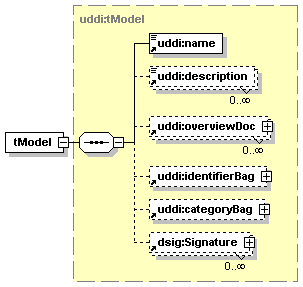 uddi:tModel
uddi:name
uddi:description
0..∞
uddi:overviewDoc
0..∞
tModel
uddi:identifierBag
uddi:categoryBag
dsig:Signature
0..∞